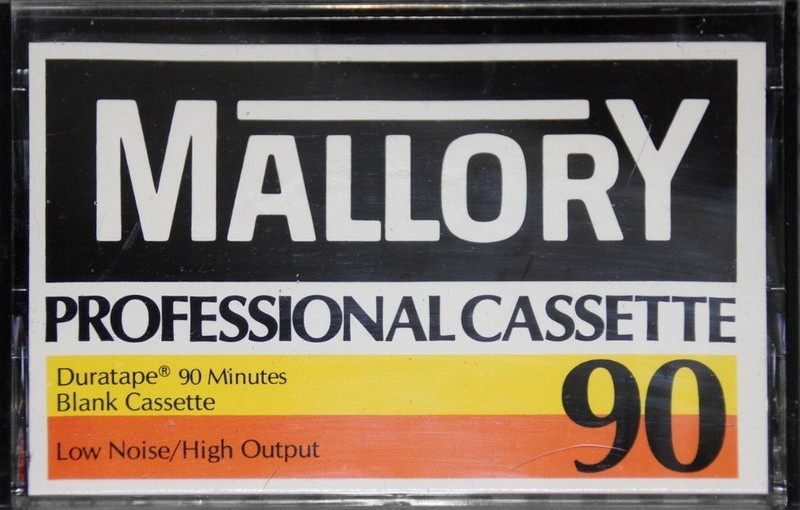 MALLORY
PROFESSIONAL CASSETTE
Duratape® 90 Minutes
Blank Cassette
Low Noise/High Output
90